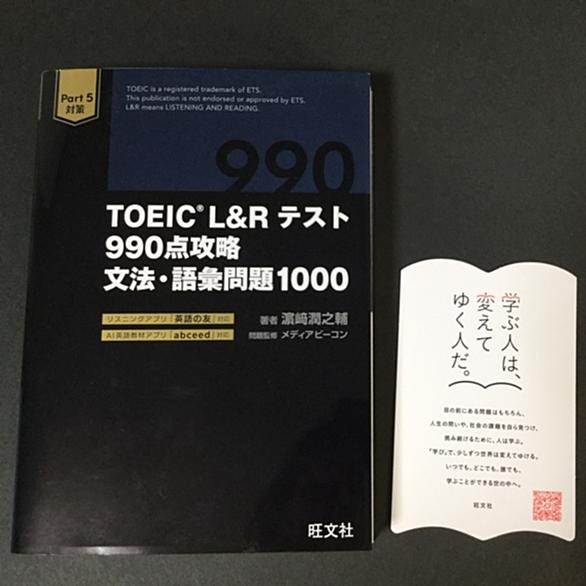 Part 5
対策
TOEIC is a registered trademark of ETS.
This publication is not endorsed or approved by ETS.
L&R means LISTENING AND READING.
990
TOEIC® L&R テスト
990点攻略
文法・語彙問題1000
リスニングアプリ「英語の友」対応
AI英語教材アプリ「abceed」対応
著者 濵﨑潤之輔
問題監修 メディアビーコン
旺文社
学ぶ人は、
変えて
ゆく人だ。
目の前にある問題はもちろん、
人生の問いや、社会の課題を自ら見つけ、
挑み続けるために、人は学ぶ。
「学び」で、少しずつ世界は変えてゆける。
いつでも、どこでも、誰でも、
学ぶことができる世の中へ。
旺文社